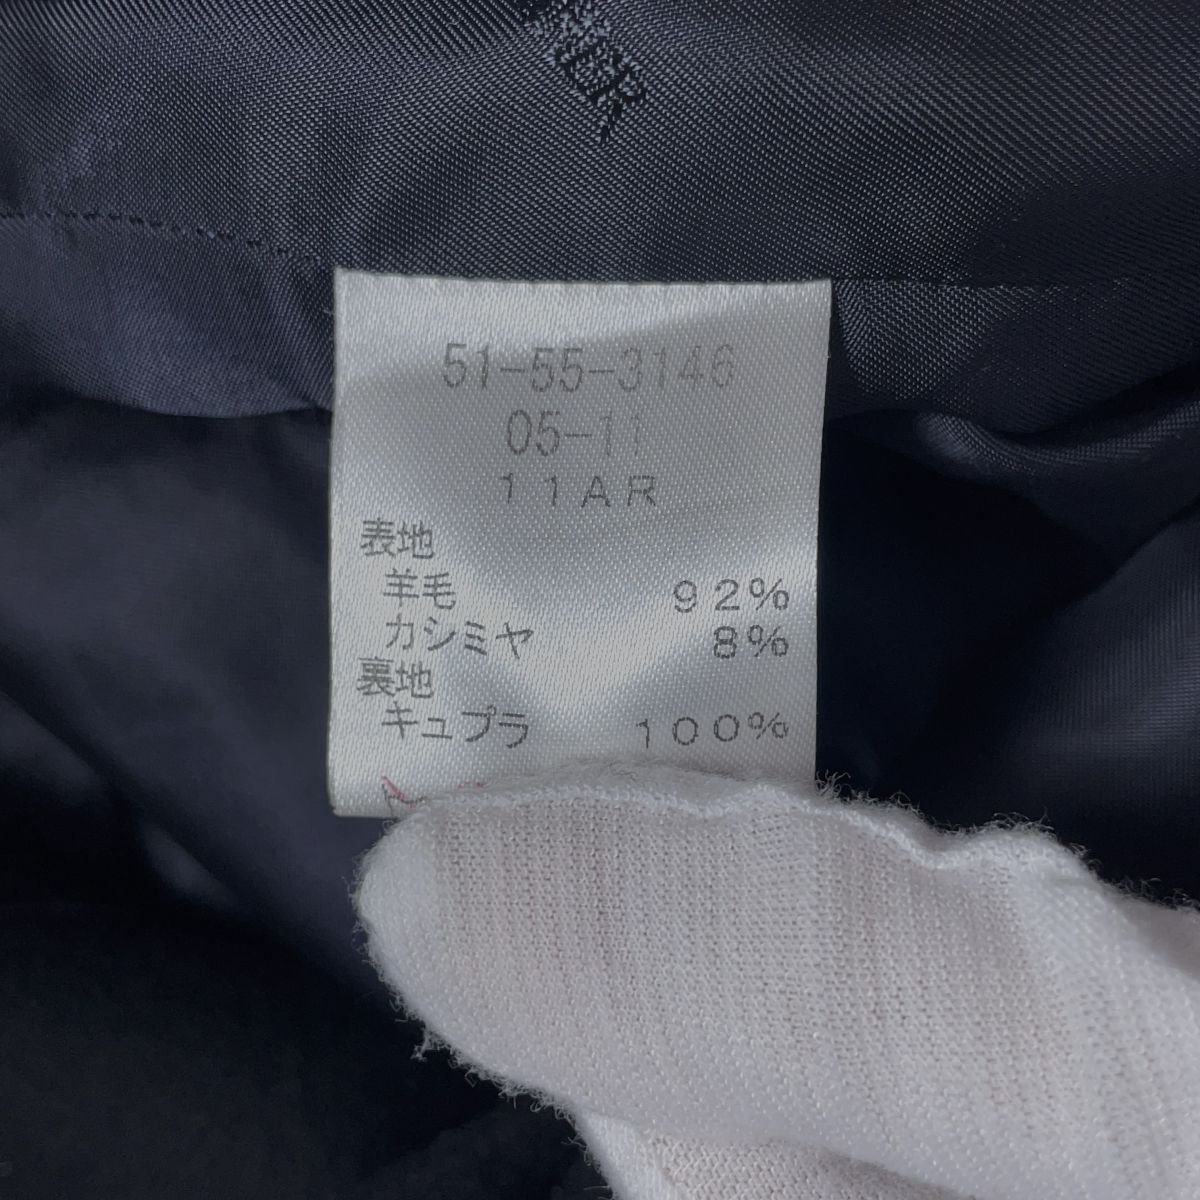 51-55-3146
05-11
11AR
表地
羊毛 92%
カシミヤ 8%
裏地
キュプラ 100%